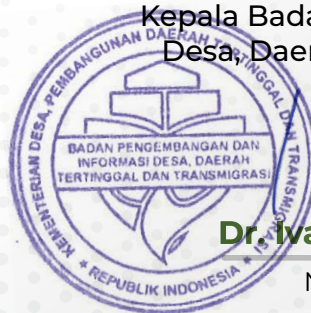 Kepala Bada
Desa, Daer
KEMENTERIAN DESA, PEMBANGUNAN DAERAH TERTINGGAL DAN TRANSMIGRASI
BADAN PENGEMBANGAN DAN
INFORMASI DESA, DAERAH
TERTINGGAL DAN TRANSMIGRASI
* REPUBLIK INDONESIA *
Dr. Iva
N